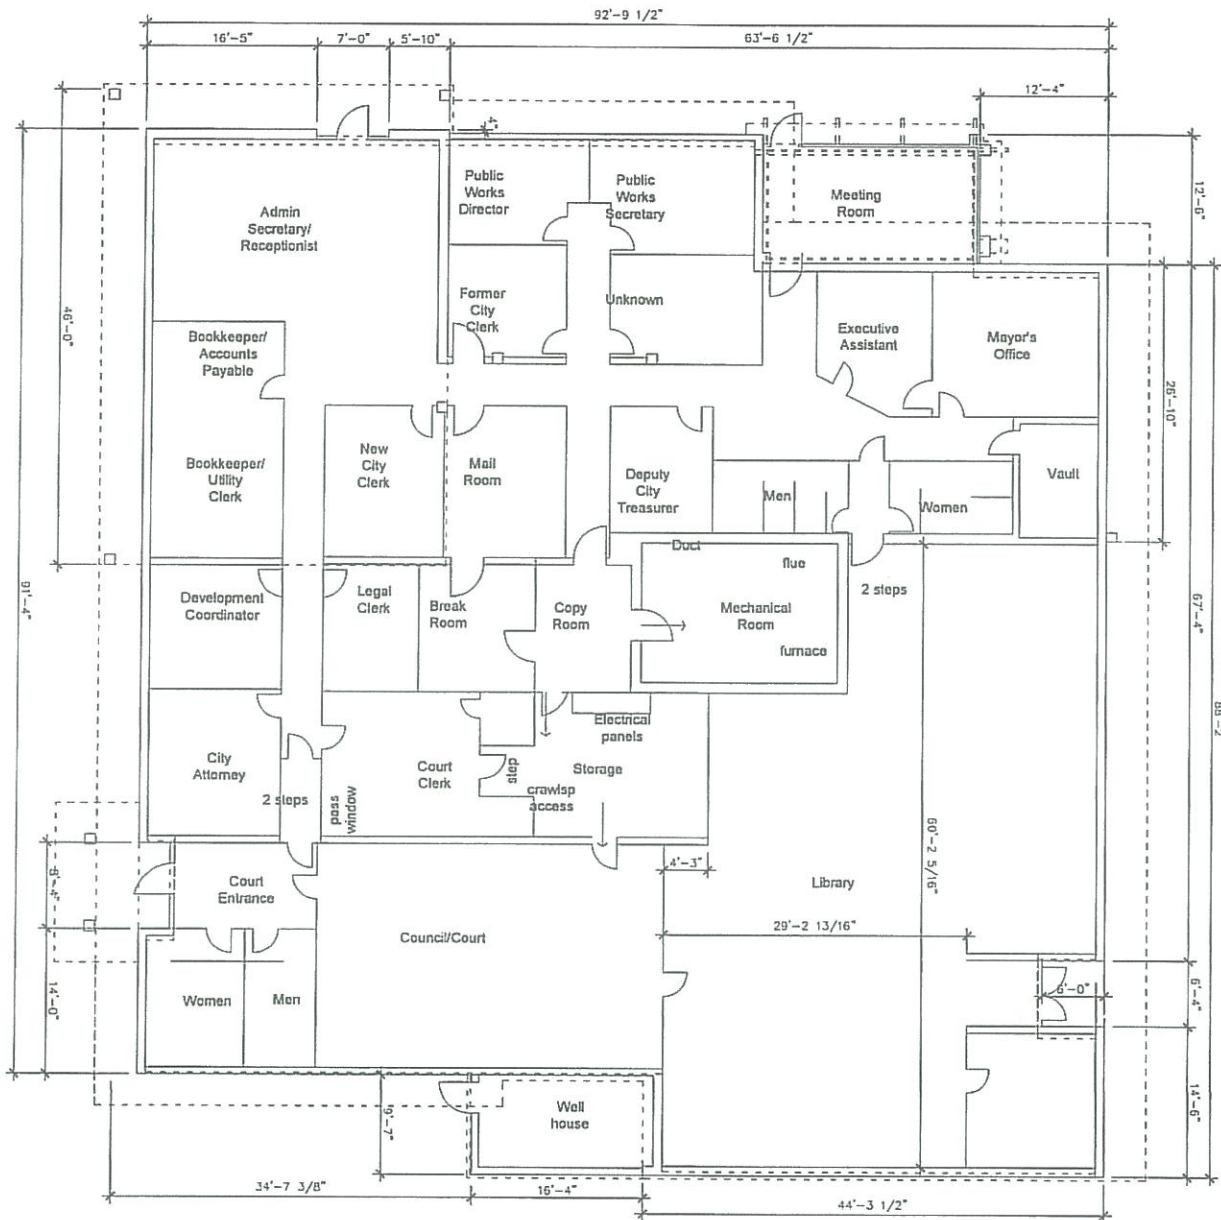 92'-9 1/2"
16'-5"
7'-0"
5'-10"
63'-6 1/2"
12'-4"
4"
12'-6"
46'-0"
91'-4"
Public
Works
Director
Public
Works
Secretary
Meeting
Room
Admin
Secretary/
Receptionist
Former
City
Clerk
Unknown
Executive
Assistant
Mayor's
Office
Bookkeeper/
Accounts
Payable
26'-10"
Bookkeeper/
Utility
Clerk
New
City
Clerk
Mail
Room
Deputy
City
Treasurer
Men
Women
Vault
Duct
flue
2 steps
67'-4"
Development
Coordinator
Legal
Clerk
Break
Room
Copy
Room
Mechanical
Room
furnace
88'-2
Electrical
panels
City
Attorney
Court
Clerk
step
Storage
crawlsp
access
2 steps
pass
window
60'-2 5/16"
4'-3"
8'-4"
Court
Entrance
Library
29'-2 13/16"
Council/Court
Women
Men
14'-0"
6'-0"
6'-4"
9'-7"
Well
house
14'-6"
34'-7 3/8"
16'-4"
44'-3 1/2"